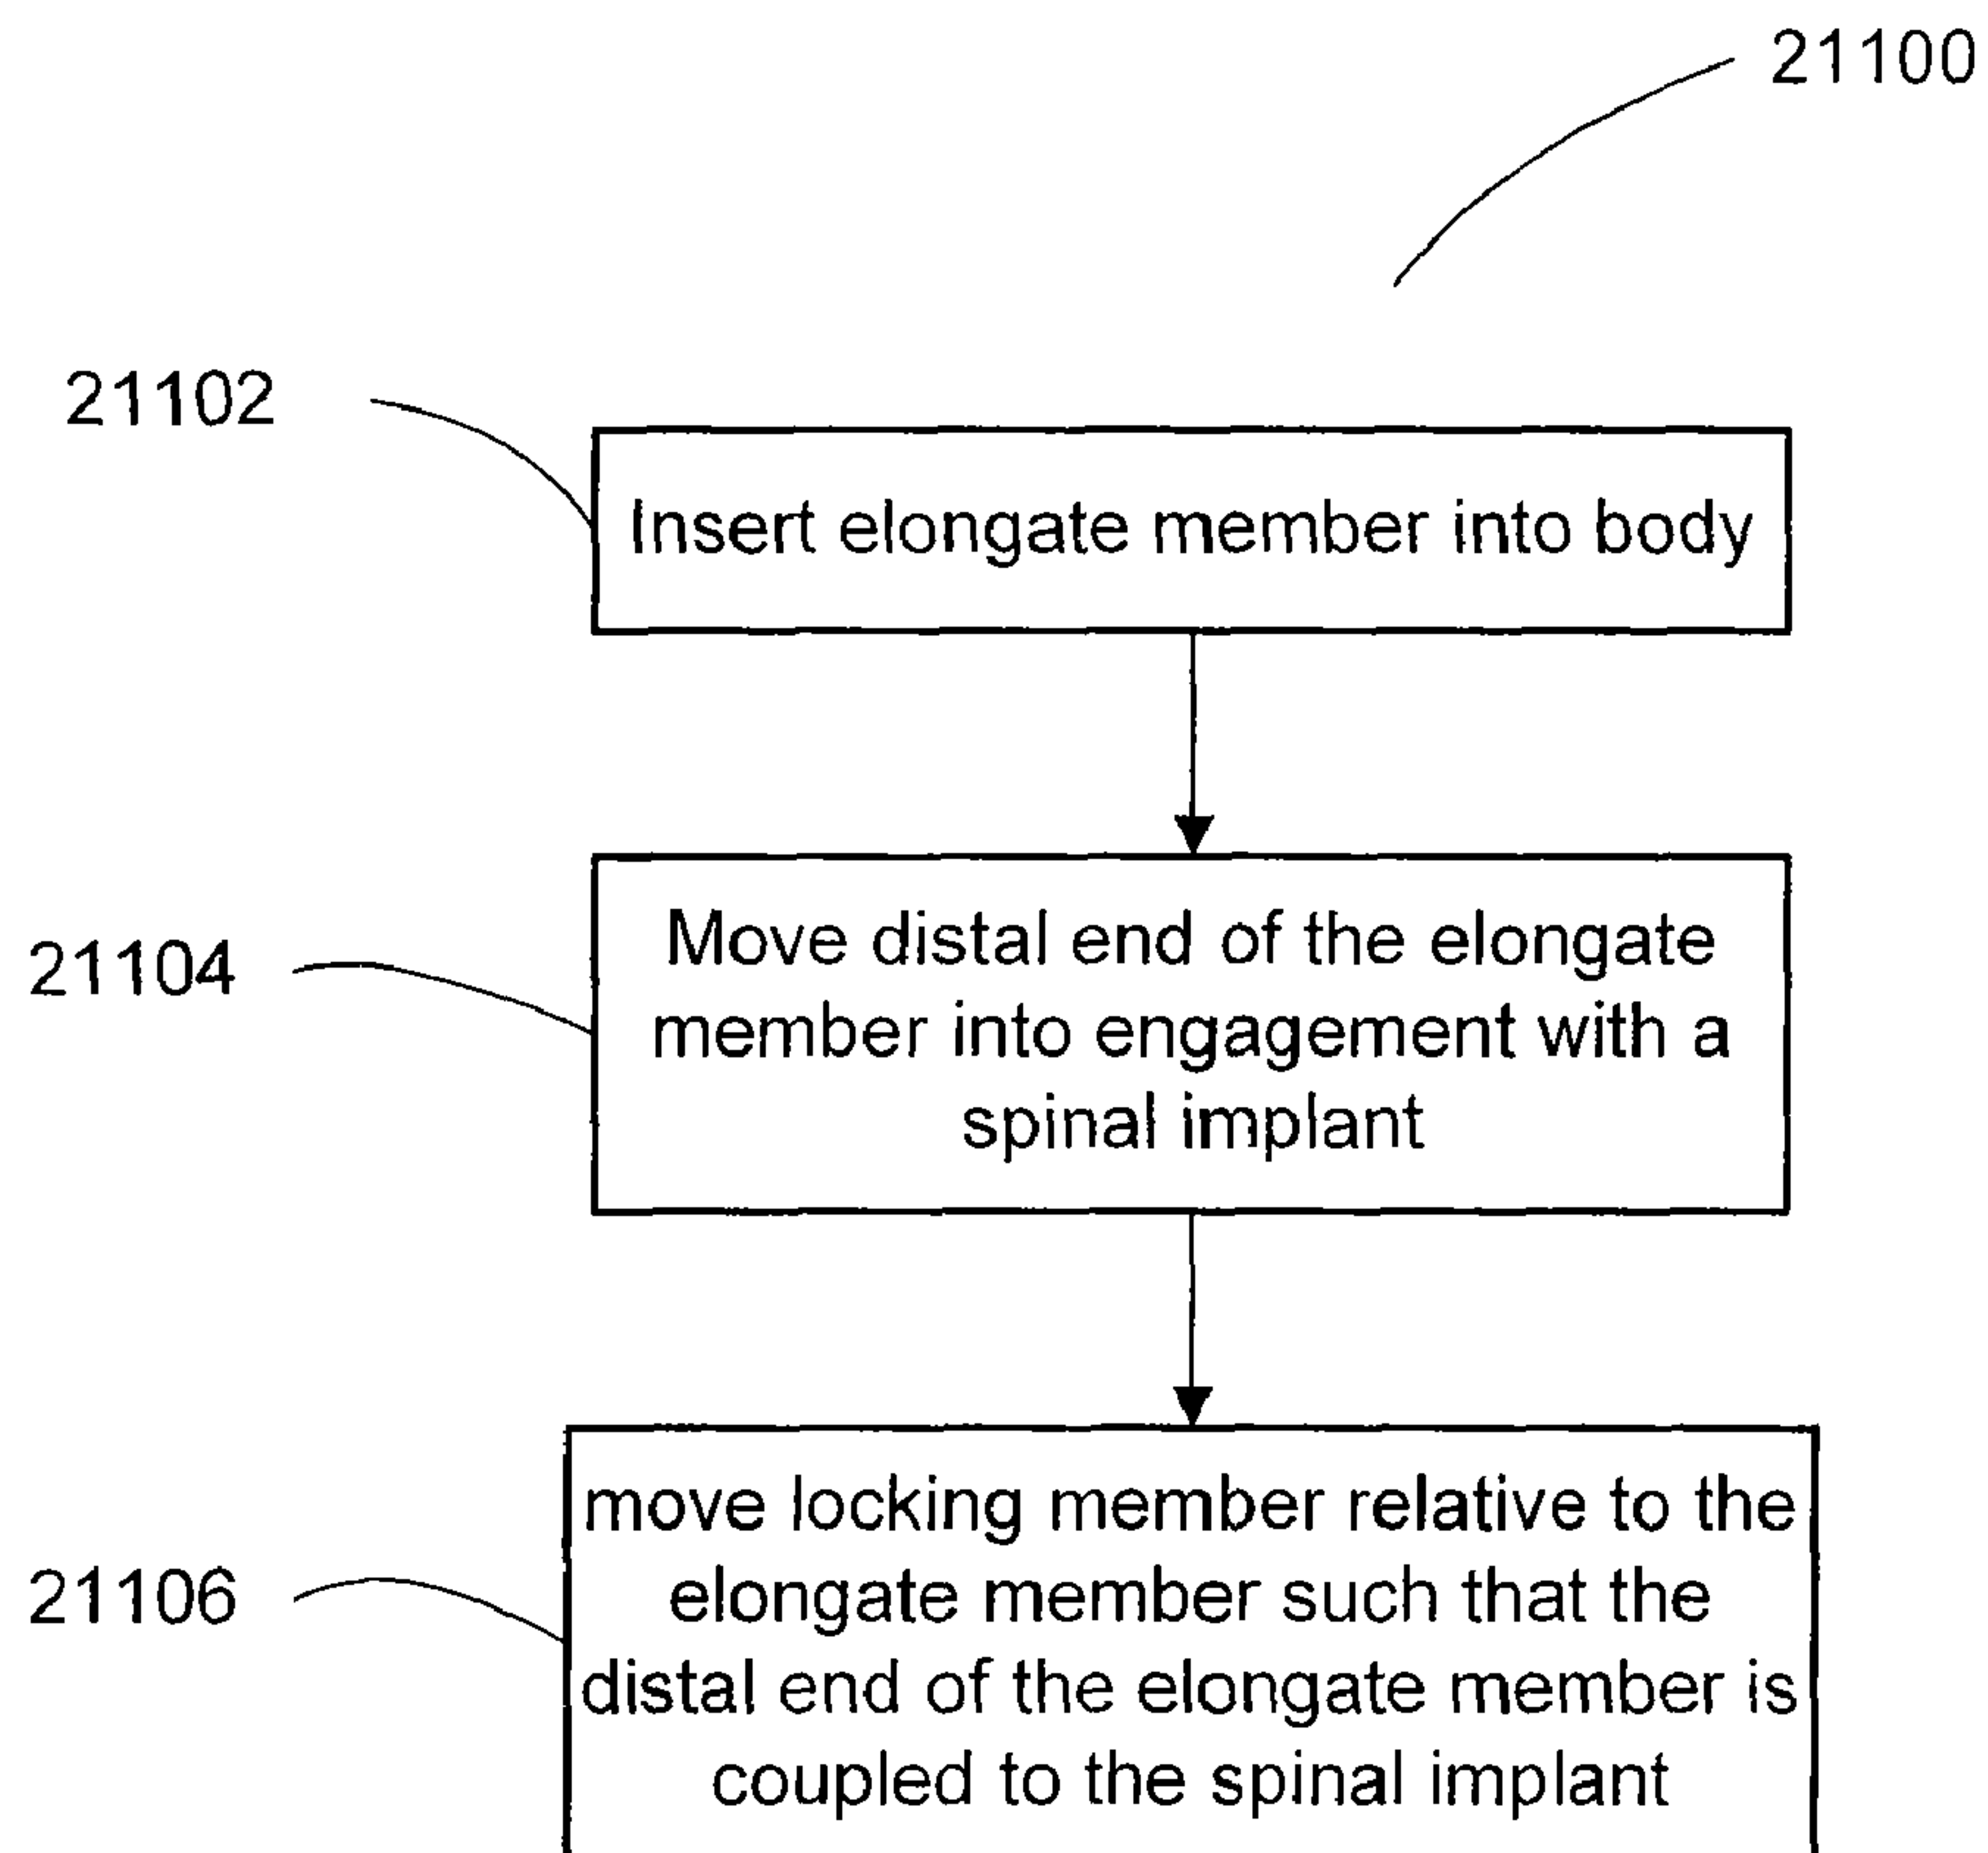 21100
21102
Insert elongate member into body
21104
Move distal end of the elongate
member into engagement with a
spinal implant
21106
move locking member relative to the
elongate member such that the
distal end of the elongate member is
coupled to the spinal implant